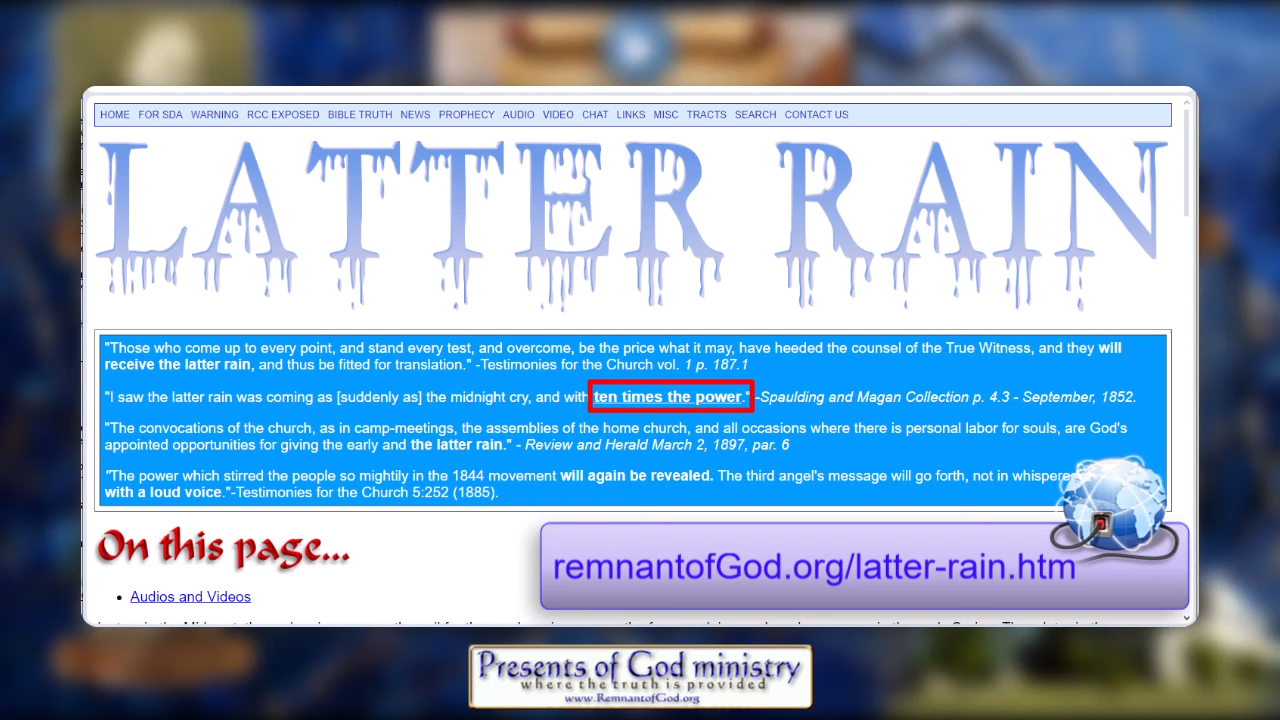 HOME FOR SDA WARNING RCC EXPOSED BIBLE TRUTH NEWS PROPHECY AUDIO VIDEO CHAT LINKS MISC TRACTS SEARCH CONTACT US
LATTER RAIN
"Those who come up to every point, and stand every test, and overcome, be the price what it may, have heeded the counsel of the True Witness, and they will
receive the latter rain, and thus be fitted for translation." -Testimonies for the Church vol. 1 p. 187.1
"I saw the latter rain was coming as [suddenly as] the midnight cry, and with ten times the power." -Spaulding and Magan Collection p. 4.3 - September, 1852.
"The convocations of the church, as in camp-meetings, the assemblies of the home church, and all occasions where there is personal labor for souls, are God's
appointed opportunities for giving the early and the latter rain." - Review and Herald March 2, 1897, par. 6
"The power which stirred the people so mightily in the 1844 movement will again be revealed. The third angel's message will go forth, not in
with a loud voice."-Testimonies for the Church 5:252 (1885).
On this page...
remnantofGod.org/latter-rain.htm
Audios and Videos
Presents of God ministry
where the truth is provided
www.RemnantofGod.org